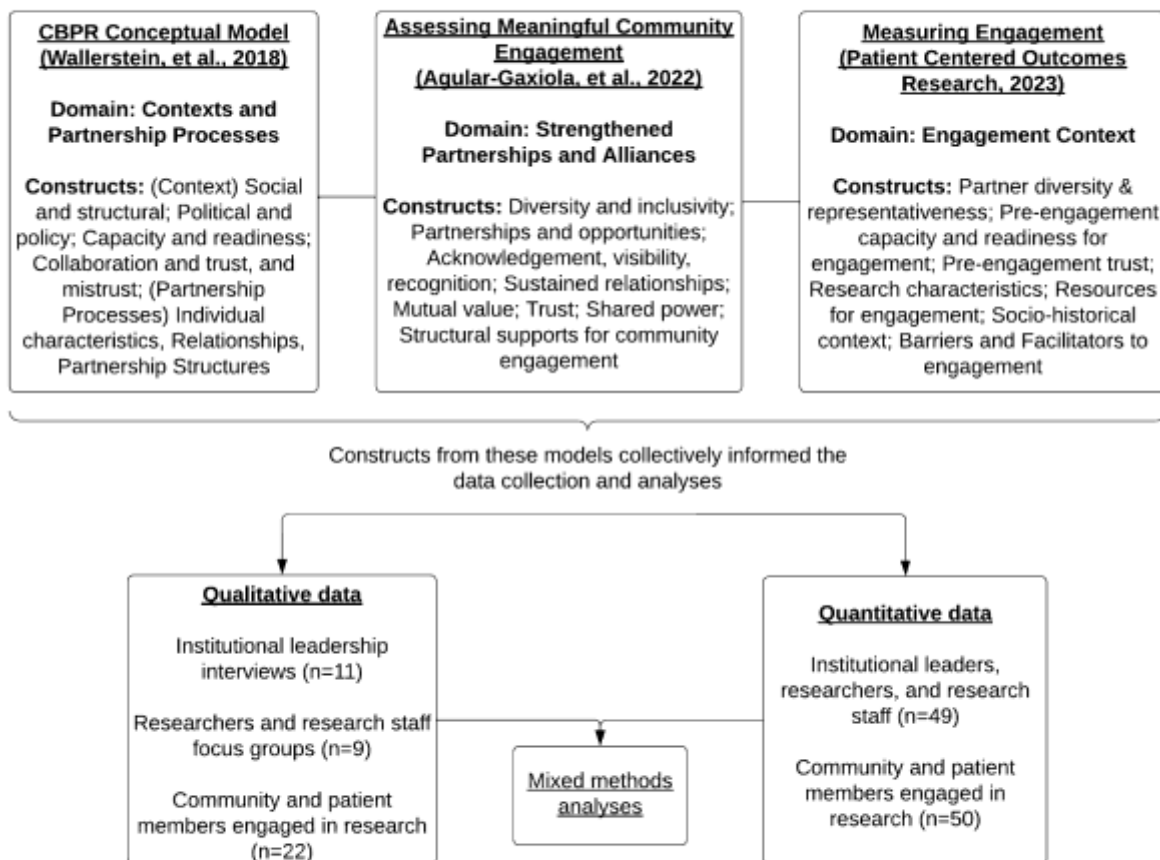 CBPR Conceptual Model
(Wallerstein, et al., 2018)
Domain: Contexts and
Partnership Processes
Constructs: (Context) Social
and structural; Political and
policy; Capacity and readiness;
Collaboration and trust, and
mistrust; (Partnership
Processes) Individual
characteristics, Relationships,
Partnership Structures
Assessing Meaningful Community
Engagement
(Agular-Gaxiola, et al., 2022)
Domain: Strengthened
Partnerships and Alliances
Constructs: Diversity and inclusivity;
Partnerships and opportunities;
Acknowledgement, visibility,
recognition; Sustained relationships;
Mutual value; Trust; Shared power;
Structural supports for community
engagement
Measuring Engagement
(Patient Centered Outcomes
Research, 2023)
Domain: Engagement Context
Constructs: Partner diversity &
representativeness; Pre-engagement
capacity and readiness for
engagement; Pre-engagement trust;
Research characteristics; Resources
for engagement; Socio-historical
context; Barriers and Facilitators to
engagement
Constructs from these models collectively informed the
data collection and analyses
Qualitative data
Institutional leadership
interviews (n=11)
Researchers and research staff
focus groups (n=9)
Community and patient
members engaged in research
(n=22)
Mixed methods
analyses
Quantitative data
Institutional leaders,
researchers, and research
staff (n=49)
Community and patient
members engaged in
research (n=50)